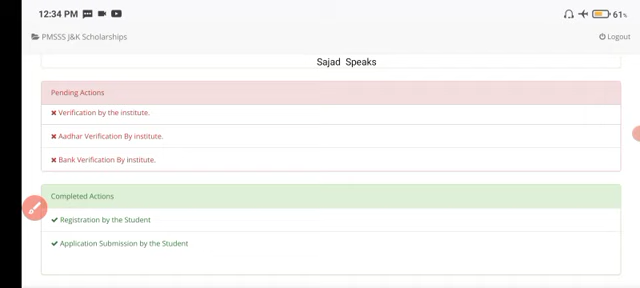 12:34 PM
61%
PMSSS J&K Scholarships
Logout
Sajad Speaks
Pending Actions
Verification by the institute.
Aadhar Verification By institute.
Bank Verification By institute.
Completed Actions
Registration by the Student
Application Submission by the Student